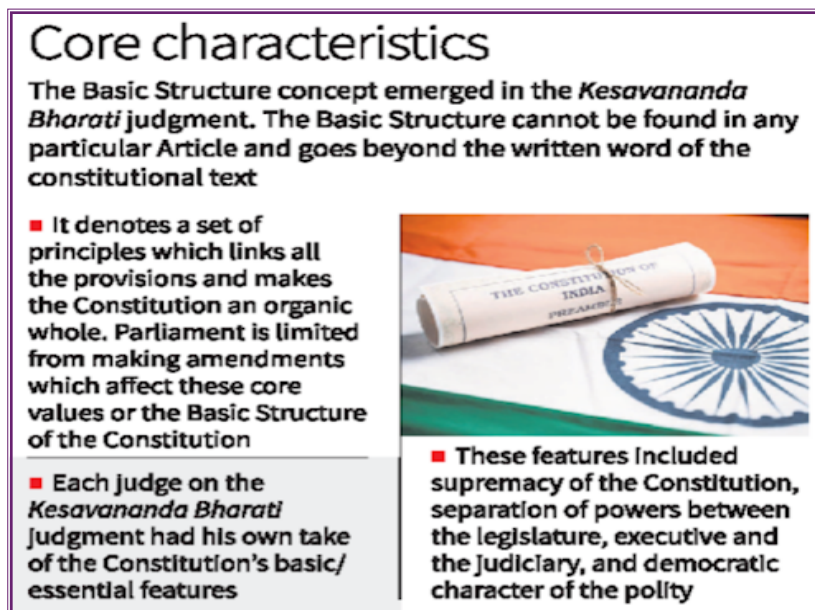 Core characteristics
The Basic Structure concept emerged in the Kesavananda
Bharati judgment. The Basic Structure cannot be found in any
particular Article and goes beyond the written word of the
constitutional text
■ It denotes a set of
principles which links all
the provisions and makes
the Constitution an organic
whole. Parliament is limited
from making amendments
which affect these core
values or the Basic Structure
of the Constitution
■ Each judge on the
Kesavananda Bharati
judgment had his own take
of the Constitution's basic/
essential features
THE CONSTITUTION OF
INDIA
PREAMBLE
■ These features included
supremacy of the Constitution,
separation of powers between
the legislature, executive and
the judiciary, and democratic
character of the polity